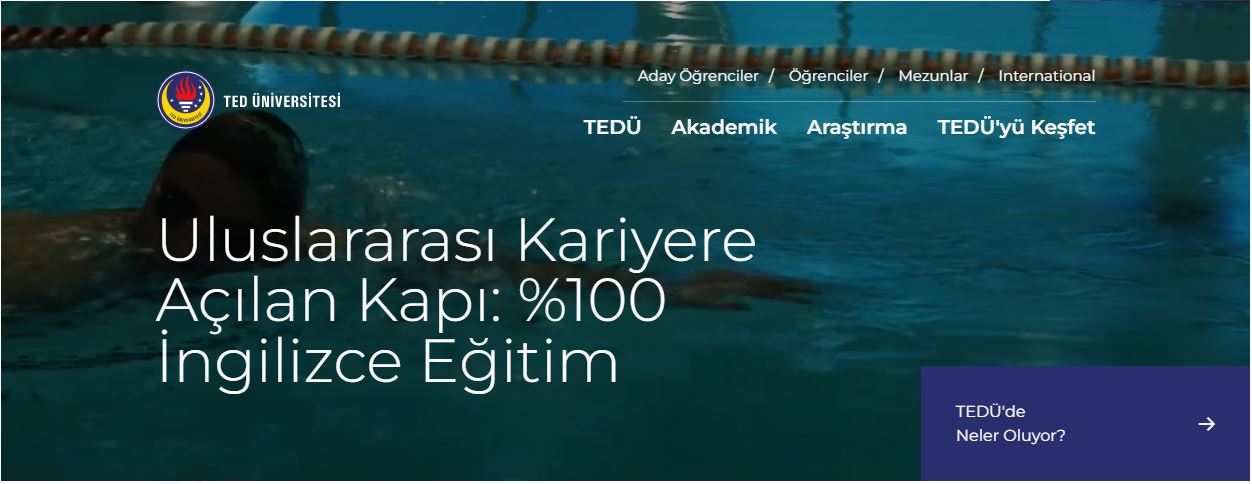 Aday Öğrenciler / Öğrenciler / Mezunlar / International
TED ÜNİVERSİTESİ
TEDÜ Akademik Araştırma TEDÜ'yü Keşfet
Uluslararası Kariyere
Açılan Kapı: %100
İngilizce Eğitim
TEDÜ'de
Neler Oluyor?